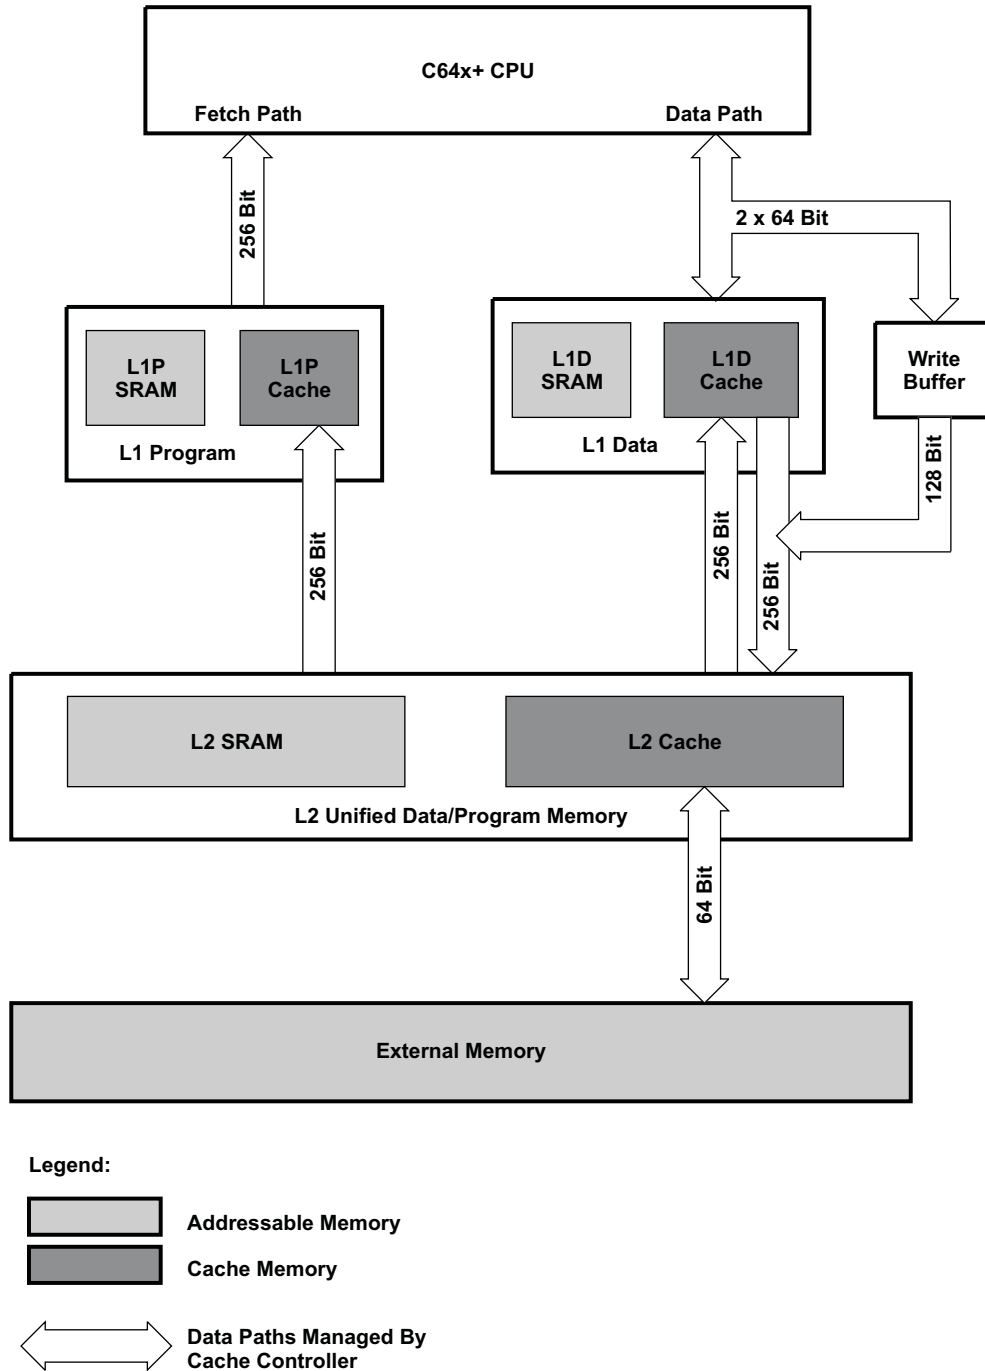 C64x+ CPU
Fetch Path
Data Path
256 Bit
2 x 64 Bit
L1P
SRAM
L1P
Cache
L1 Program
L1D
SRAM
L1D
Cache
L1 Data
Write
Buffer
128 Bit
256 Bit
256 Bit
256 Bit
L2 SRAM
L2 Cache
L2 Unified Data/Program Memory
64 Bit
External Memory
Legend:
Addressable Memory
Cache Memory
Data Paths Managed By
Cache Controller